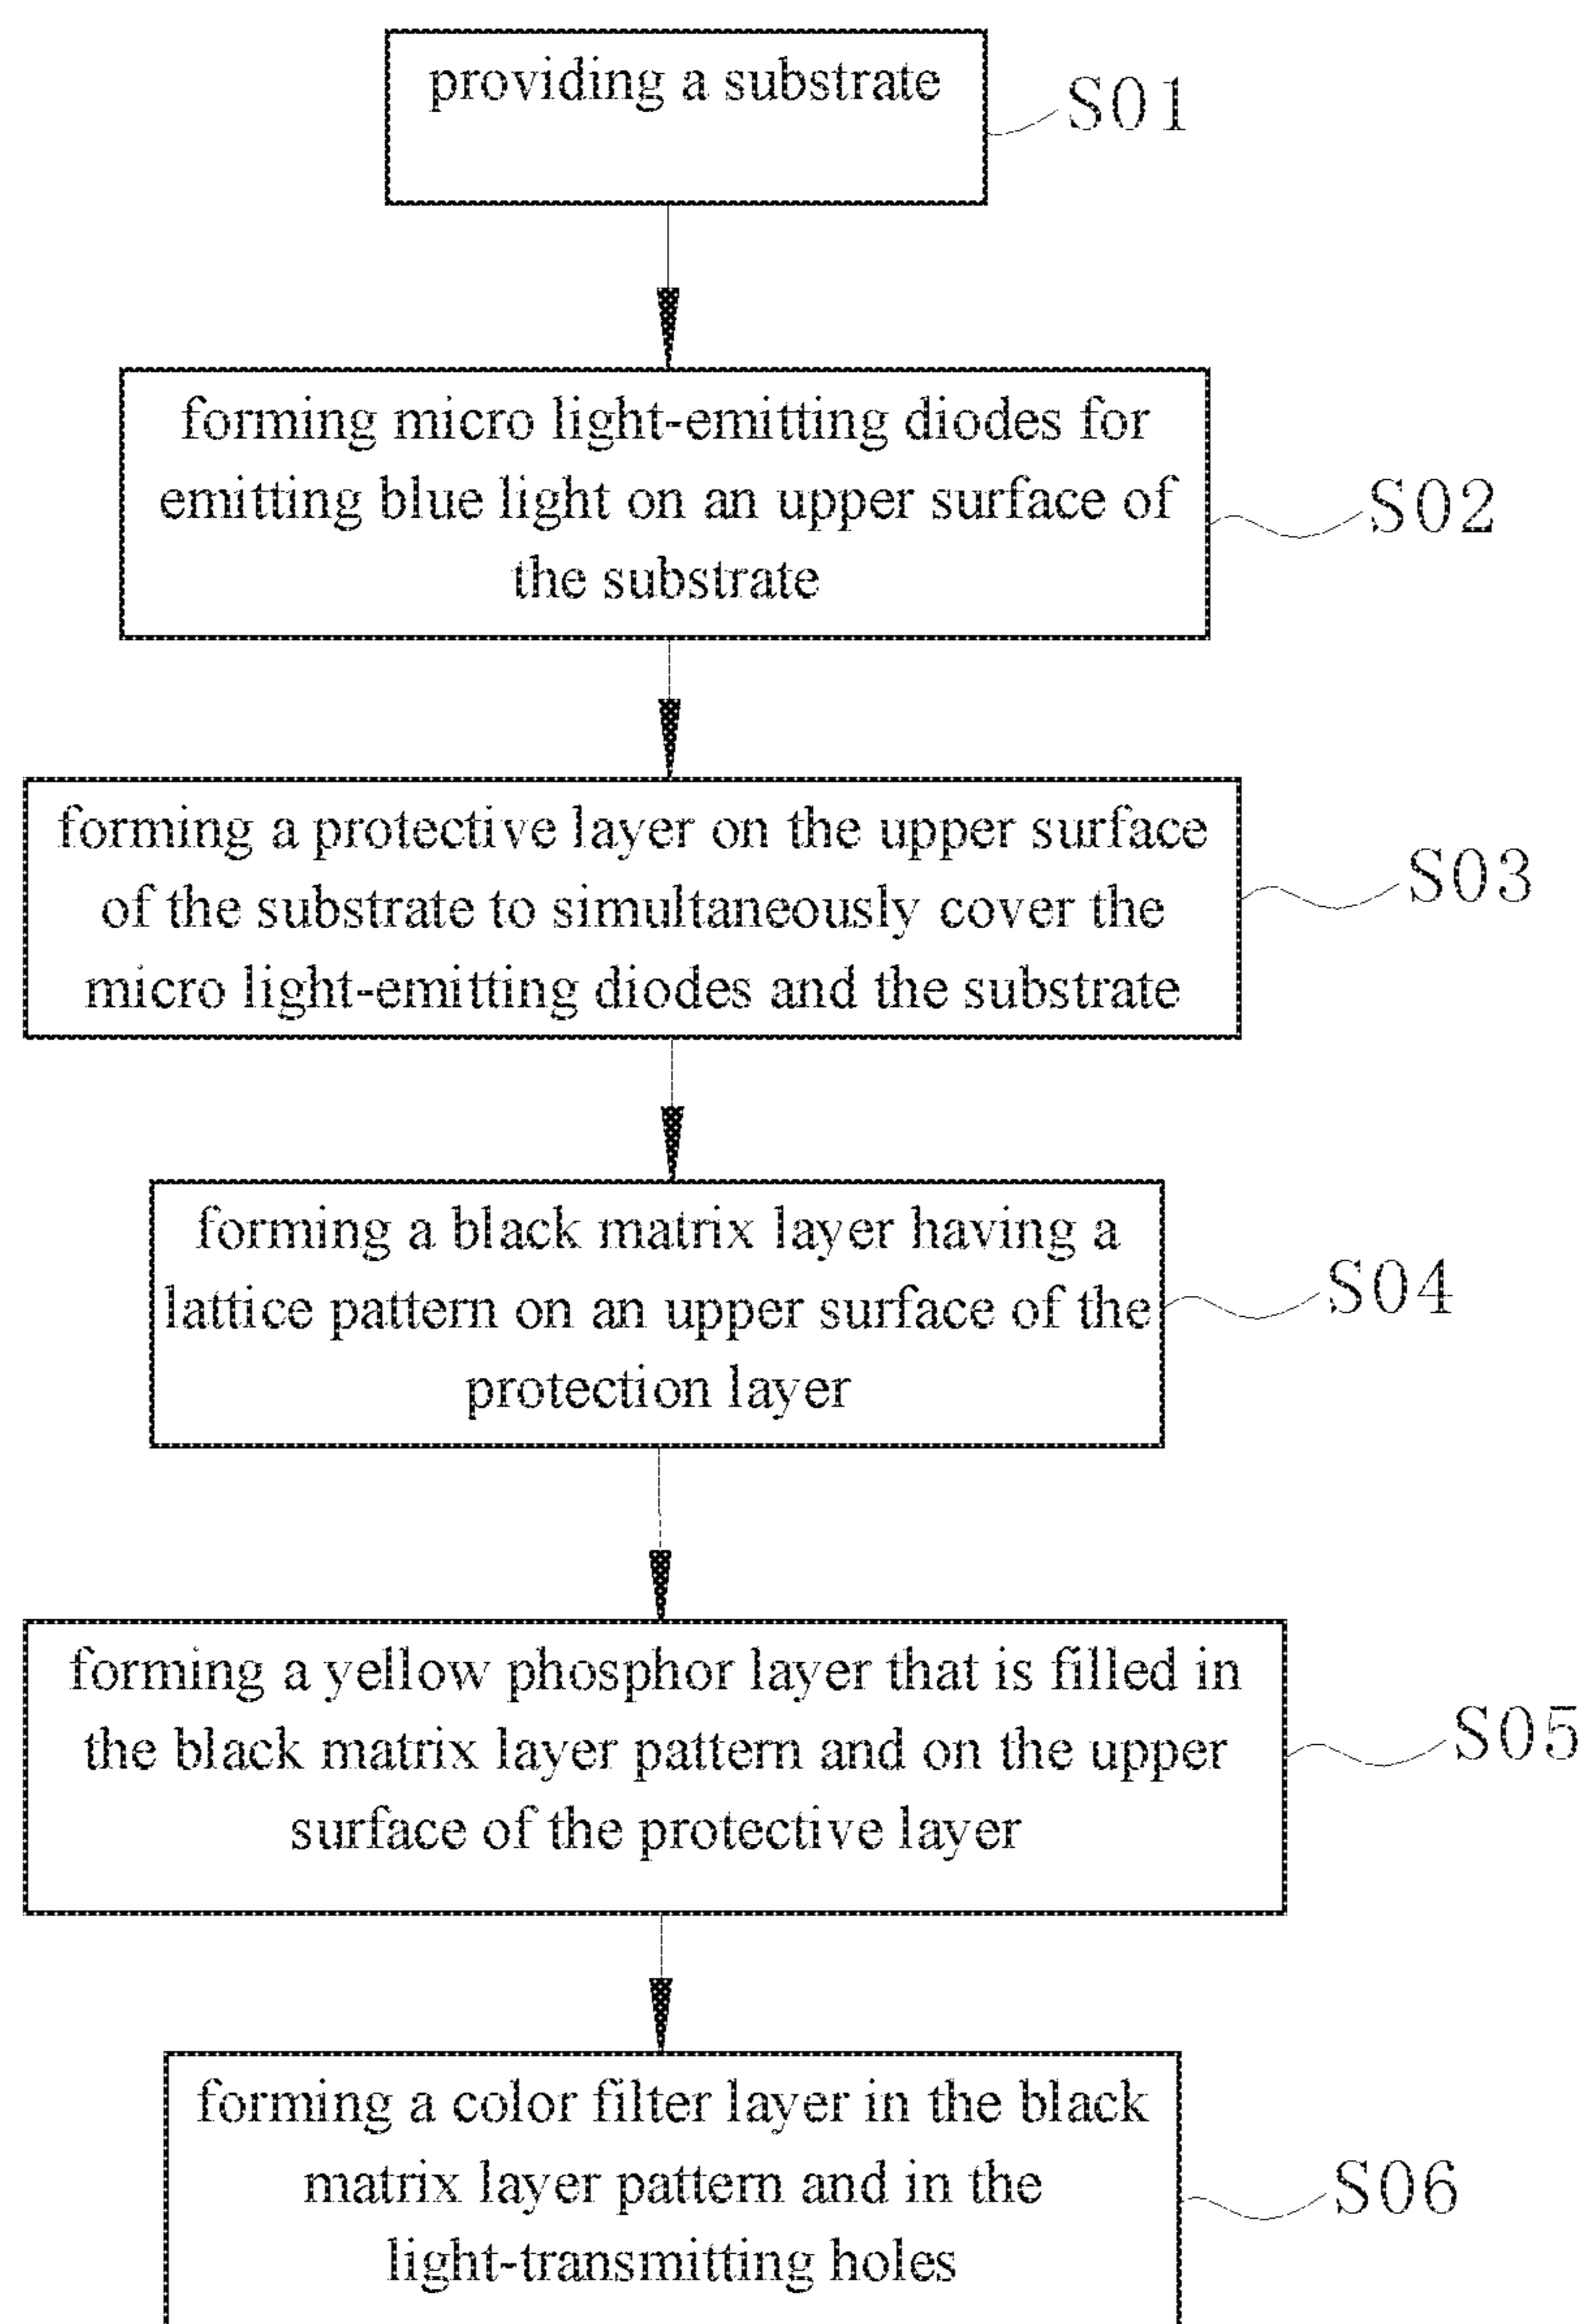 providing a substrate
S01
forming micro light-emitting diodes for
emitting blue light on an upper surface of
the substrate
S02
forming a protective layer on the upper surface
of the substrate to simultaneously cover the
micro light-emitting diodes and the substrate
S03
forming a black matrix layer having a
lattice pattern on an upper surface of the
protection layer
S04
forming a yellow phosphor layer that is filled in
the black matrix layer pattern and on the upper
surface of the protective layer
S05
forming a color filter layer in the black
matrix layer pattern and in the
light-transmitting holes
S06